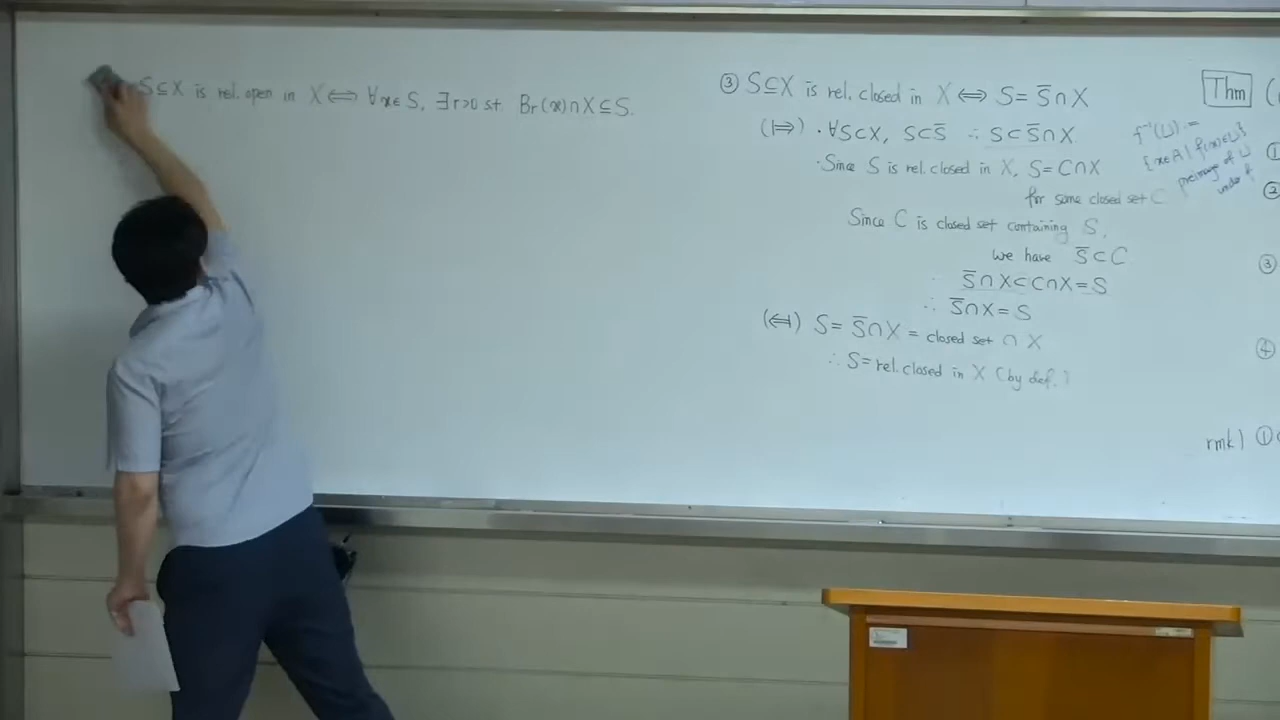 S⊆X is rel. open in X⟺∀x∈S, ∃r>0 st Br(x)∩X⊆S.
③ S⊆X is rel. closed in X⟺S=S̅∩X
(⇒) ·∀S⊂X, S⊂S̅ ∴ S⊂S̅∩X
·Since S is rel. closed in X, S=C∩X
for some closed set C
Since C is closed set containing S,
we have S̅⊂C
∴ S̅∩X⊂C∩X=S
∴ S̅∩X=S
(⇐) S=S̅∩X=closed set∩X
∴ S=rel. closed in X (by def.)
Thm (
f⁻¹(U):=
{x∈A|f(x)∈U}
preimage of U
under f
①
②
③
④
rmk) ①